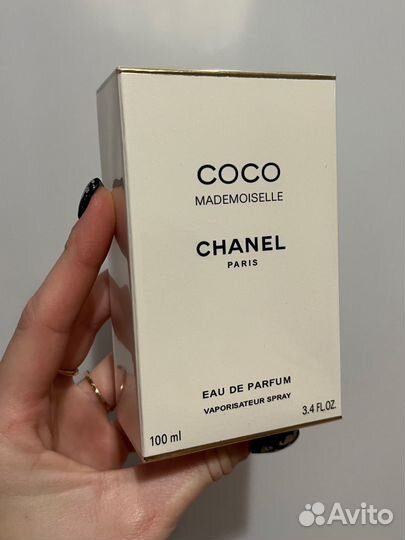 COCO
MADEMOISELLE
CHANEL
PARIS
EAU DE PARFUM
VAPORISATEUR SPRAY
100 ml
3.4 FL.OZ.
Avito